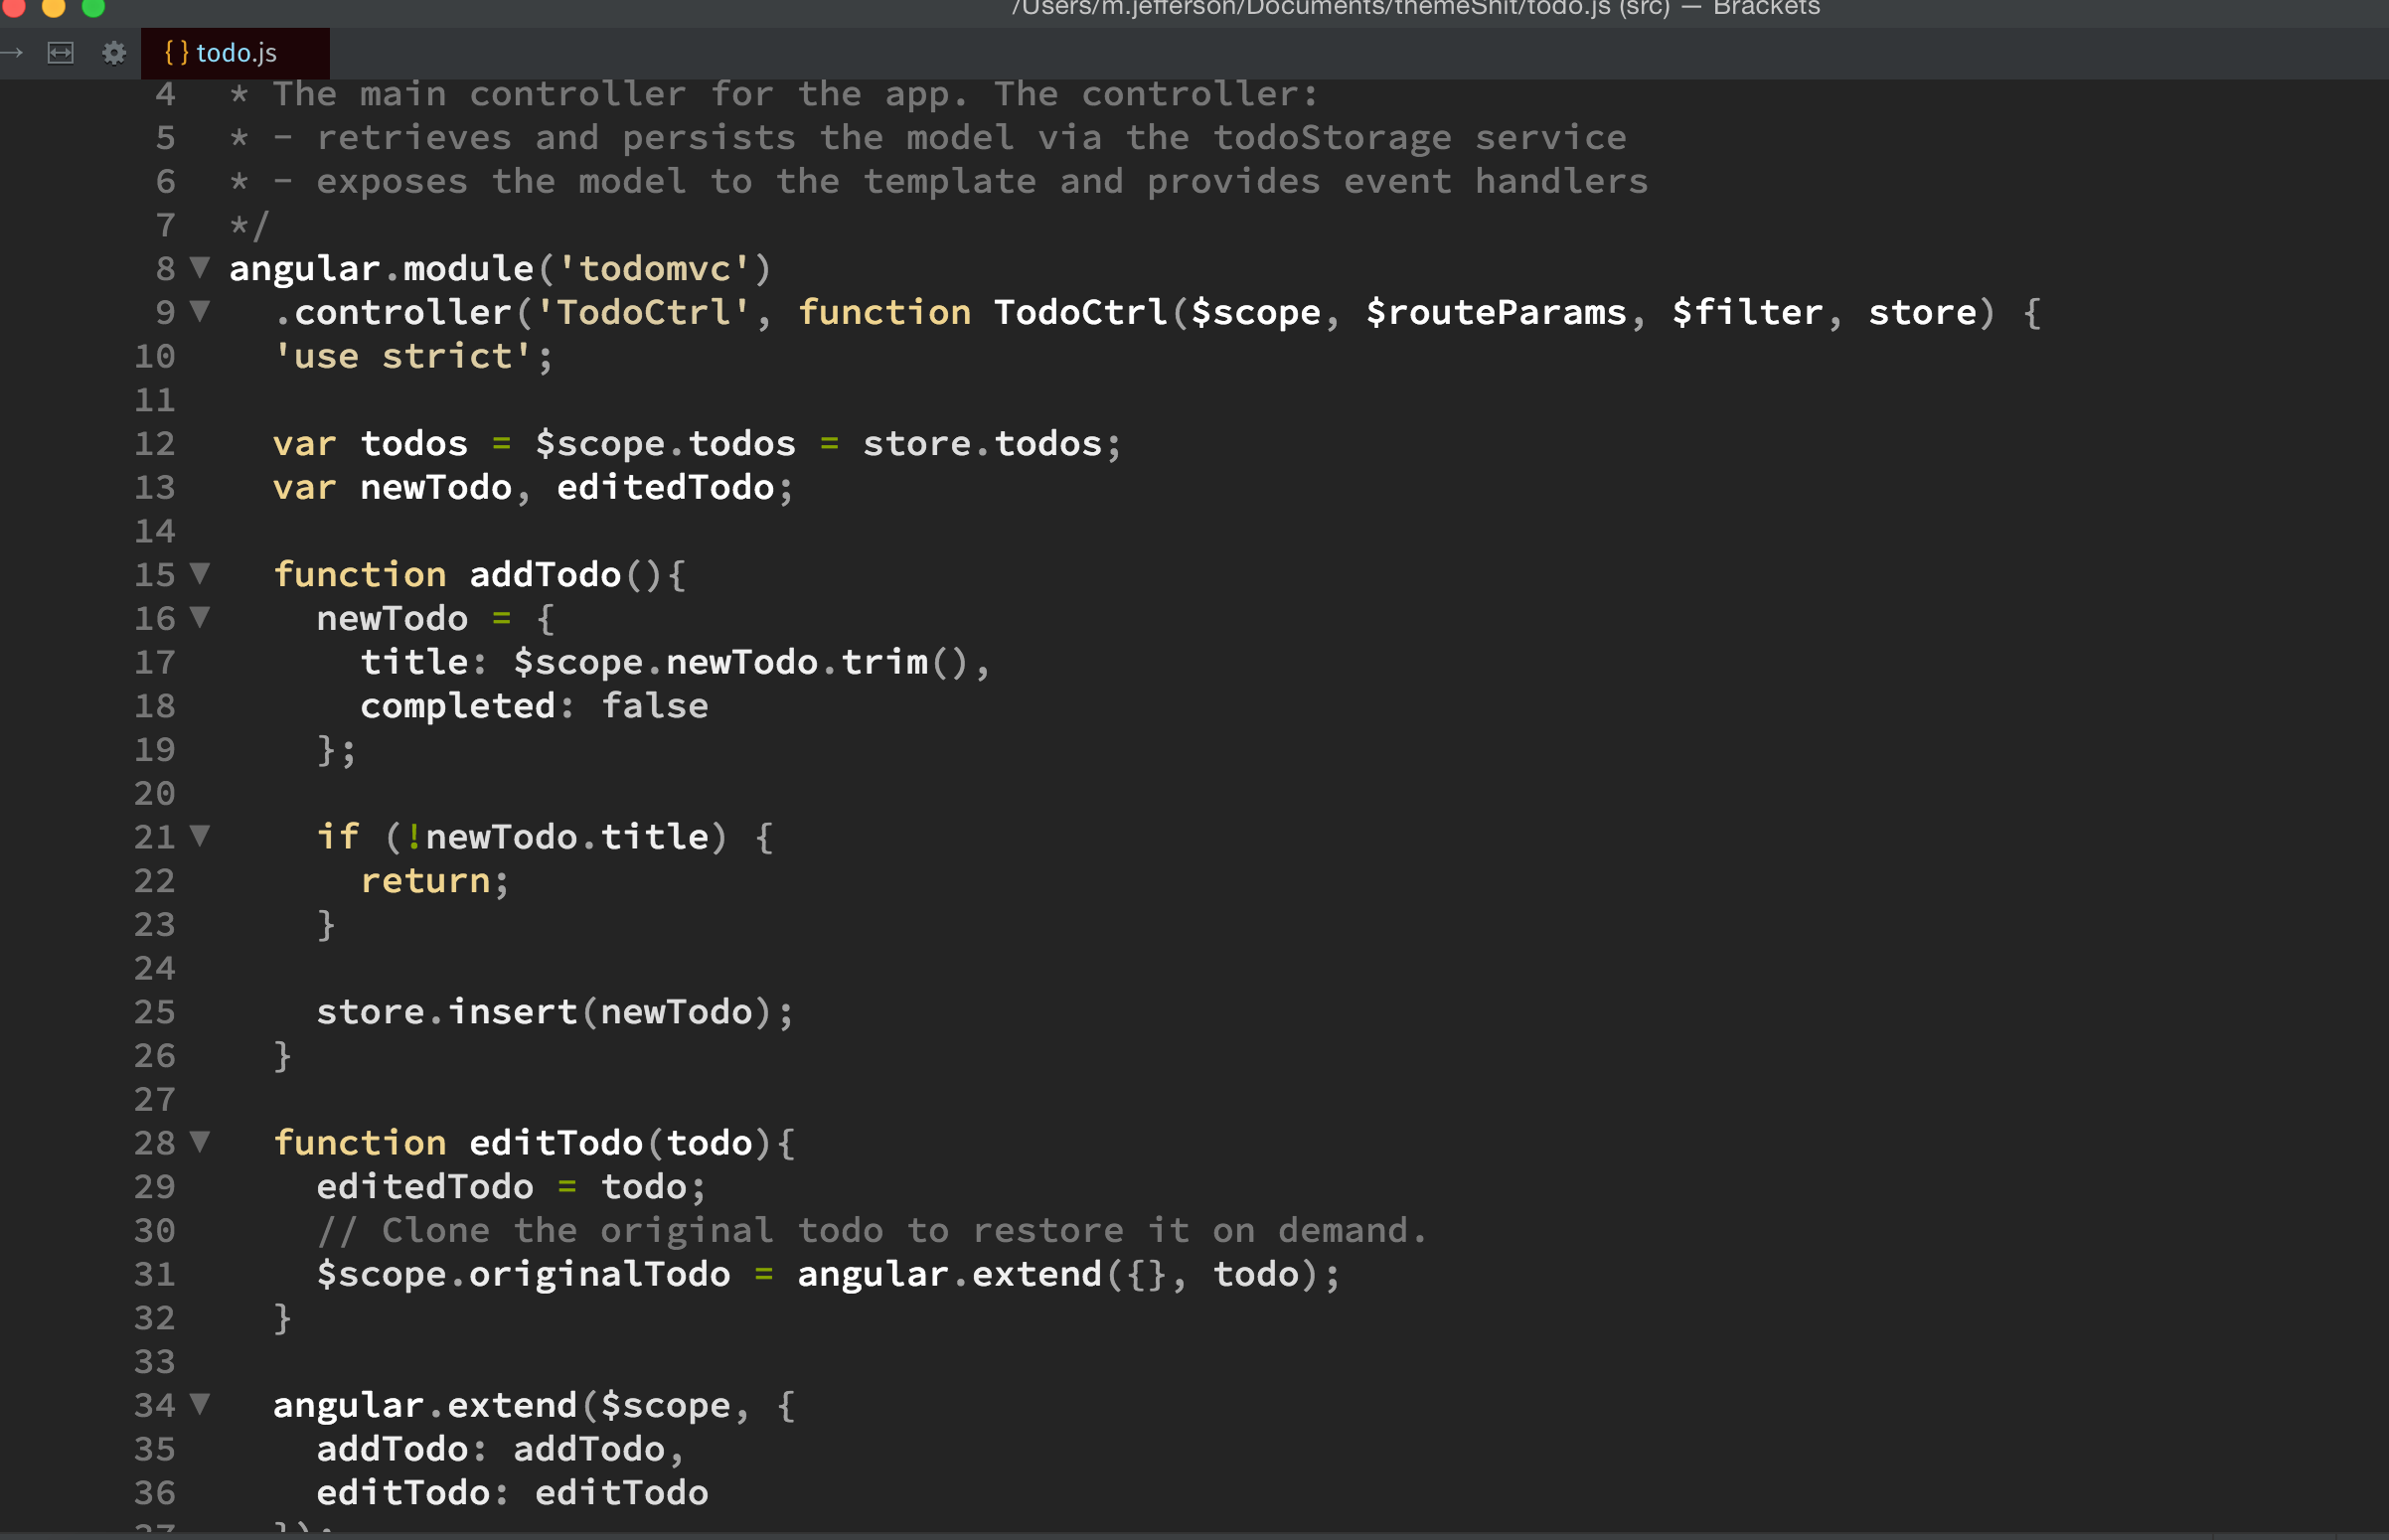 /Users/m.jefferson/Documents/themeShit/todo.js (src) — Brackets
{} todo.js
4 * The main controller for the app. The controller:
5 * - retrieves and persists the model via the todoStorage service
6 * - exposes the model to the template and provides event handlers
7 */
8 ▼ angular.module('todomvc')
9 ▼   .controller('TodoCtrl', function TodoCtrl($scope, $routeParams, $filter, store) {
10   'use strict';
11
12   var todos = $scope.todos = store.todos;
13   var newTodo, editedTodo;
14
15 ▼   function addTodo(){
16 ▼     newTodo = {
17       title: $scope.newTodo.trim(),
18       completed: false
19     };
20
21 ▼     if (!newTodo.title) {
22       return;
23     }
24
25     store.insert(newTodo);
26   }
27
28 ▼   function editTodo(todo){
29     editedTodo = todo;
30     // Clone the original todo to restore it on demand.
31     $scope.originalTodo = angular.extend({}, todo);
32   }
33
34 ▼   angular.extend($scope, {
35     addTodo: addTodo,
36     editTodo: editTodo
37   });